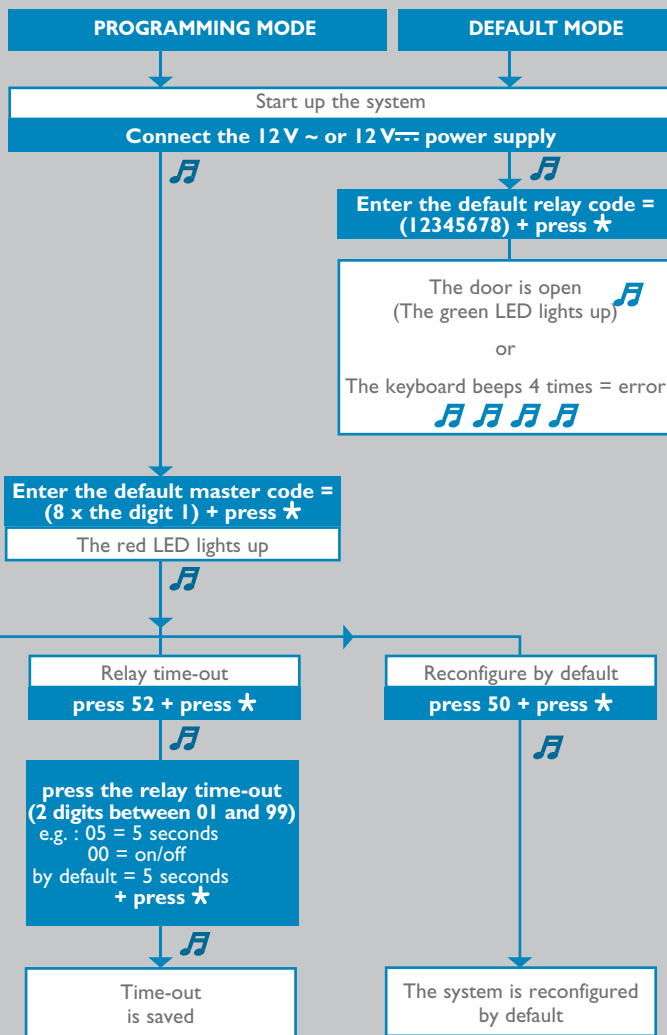 PROGRAMMING MODE
DEFAULT MODE
Start up the system
Connect the 12 V ~ or 12 V⎓ power supply
Enter the default relay code =
(12345678) + press *
The door is open
(The green LED lights up)
or
The keyboard beeps 4 times = error
Enter the default master code =
(8 x the digit 1) + press *
The red LED lights up
Relay time-out
press 52 + press *
Reconfigure by default
press 50 + press *
press the relay time-out
(2 digits between 01 and 99)
e.g. : 05 = 5 seconds
00 = on/off
by default = 5 seconds
+ press *
Time-out
is saved
The system is reconfigured
by default